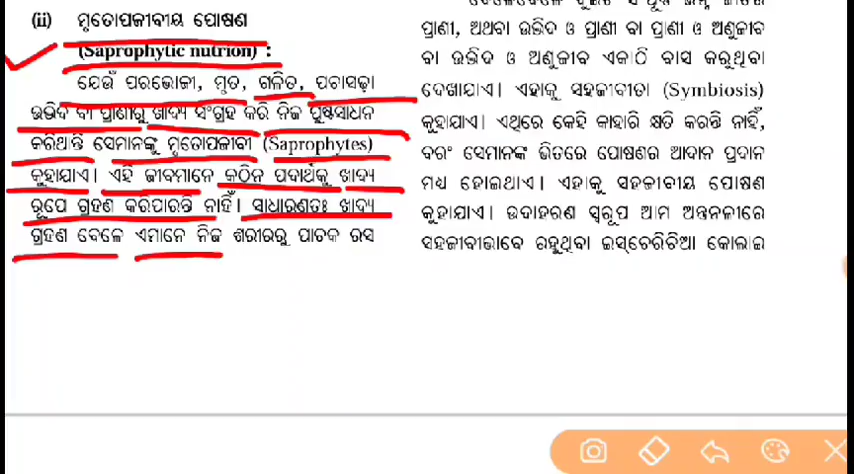 (ii) ମୃତୋପଜୀବୀୟ ପୋଷଣ
(Saprophytic nutrion) :
ଯେଉଁ ପରଭୋଜୀ, ମୃତ, ଗଳିତ, ପଚାସଢ଼ା
ଉଦ୍ଭିଦ ବା ପ୍ରାଣୀରୁ ଖାଦ୍ୟ ସଂଗ୍ରହ କରି ନିଜ ପୁଷ୍ଟସାଧନ
କରିଥାନ୍ତି ସେମାନଙ୍କୁ ମୃତୋପଜୀବୀ (Saprophytes)
କୁହାଯାଏ। ଏହି ଜୀବମାନେ କଠିନ ପଦାର୍ଥକୁ ଖାଦ୍ୟ
ରୂପେ ଗ୍ରହଣ କରିପାରନ୍ତି ନାହିଁ। ସାଧାରଣତଃ ଖାଦ୍ୟ
ଗ୍ରହଣ ବେଳେ ଏମାନେ ନିଜ ଶରୀରରୁ ପାଚକ ରସ
ପ୍ରାଣୀ, ଅଥବା ଉଦ୍ଭିଦ ଓ ପ୍ରାଣୀ ବା ପ୍ରାଣୀ ଓ ଅଣୁଜୀବ
ବା ଉଦ୍ଭିଦ ଓ ଅଣୁଜୀବ ଏକାଠି ବାସ କରୁଥିବା
ଦେଖାଯାଏ। ଏହାକୁ ସହଜୀବୀତା (Symbiosis)
କୁହାଯାଏ। ଏଥିରେ କେହି କାହାରି କ୍ଷତି କରନ୍ତି ନାହିଁ,
ବରଂ ସେମାନଙ୍କ ଭିତରେ ପୋଷଣର ଆଦାନ ପ୍ରଦାନ
ମଧ୍ୟ ହୋଇଥାଏ। ଏହାକୁ ସହଜୀବୀୟ ପୋଷଣ
କୁହାଯାଏ। ଉଦାହରଣ ସ୍ୱରୂପ ଆମ ଅନ୍ତନଳୀରେ
ସହଜୀବୀଭାବେ ରହୁଥିବା ଇସ୍‌ଚେରିଚିଆ କୋଲାଇ